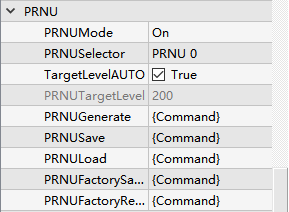 PRNU
PRNUMode On
PRNUSelector PRNU 0
TargetLevelAUTO True
PRNUTargetLevel 200
PRNUGenerate {Command}
PRNUSave {Command}
PRNULoad {Command}
PRNUFactorySa... {Command}
PRNUFactoryRe... {Command}